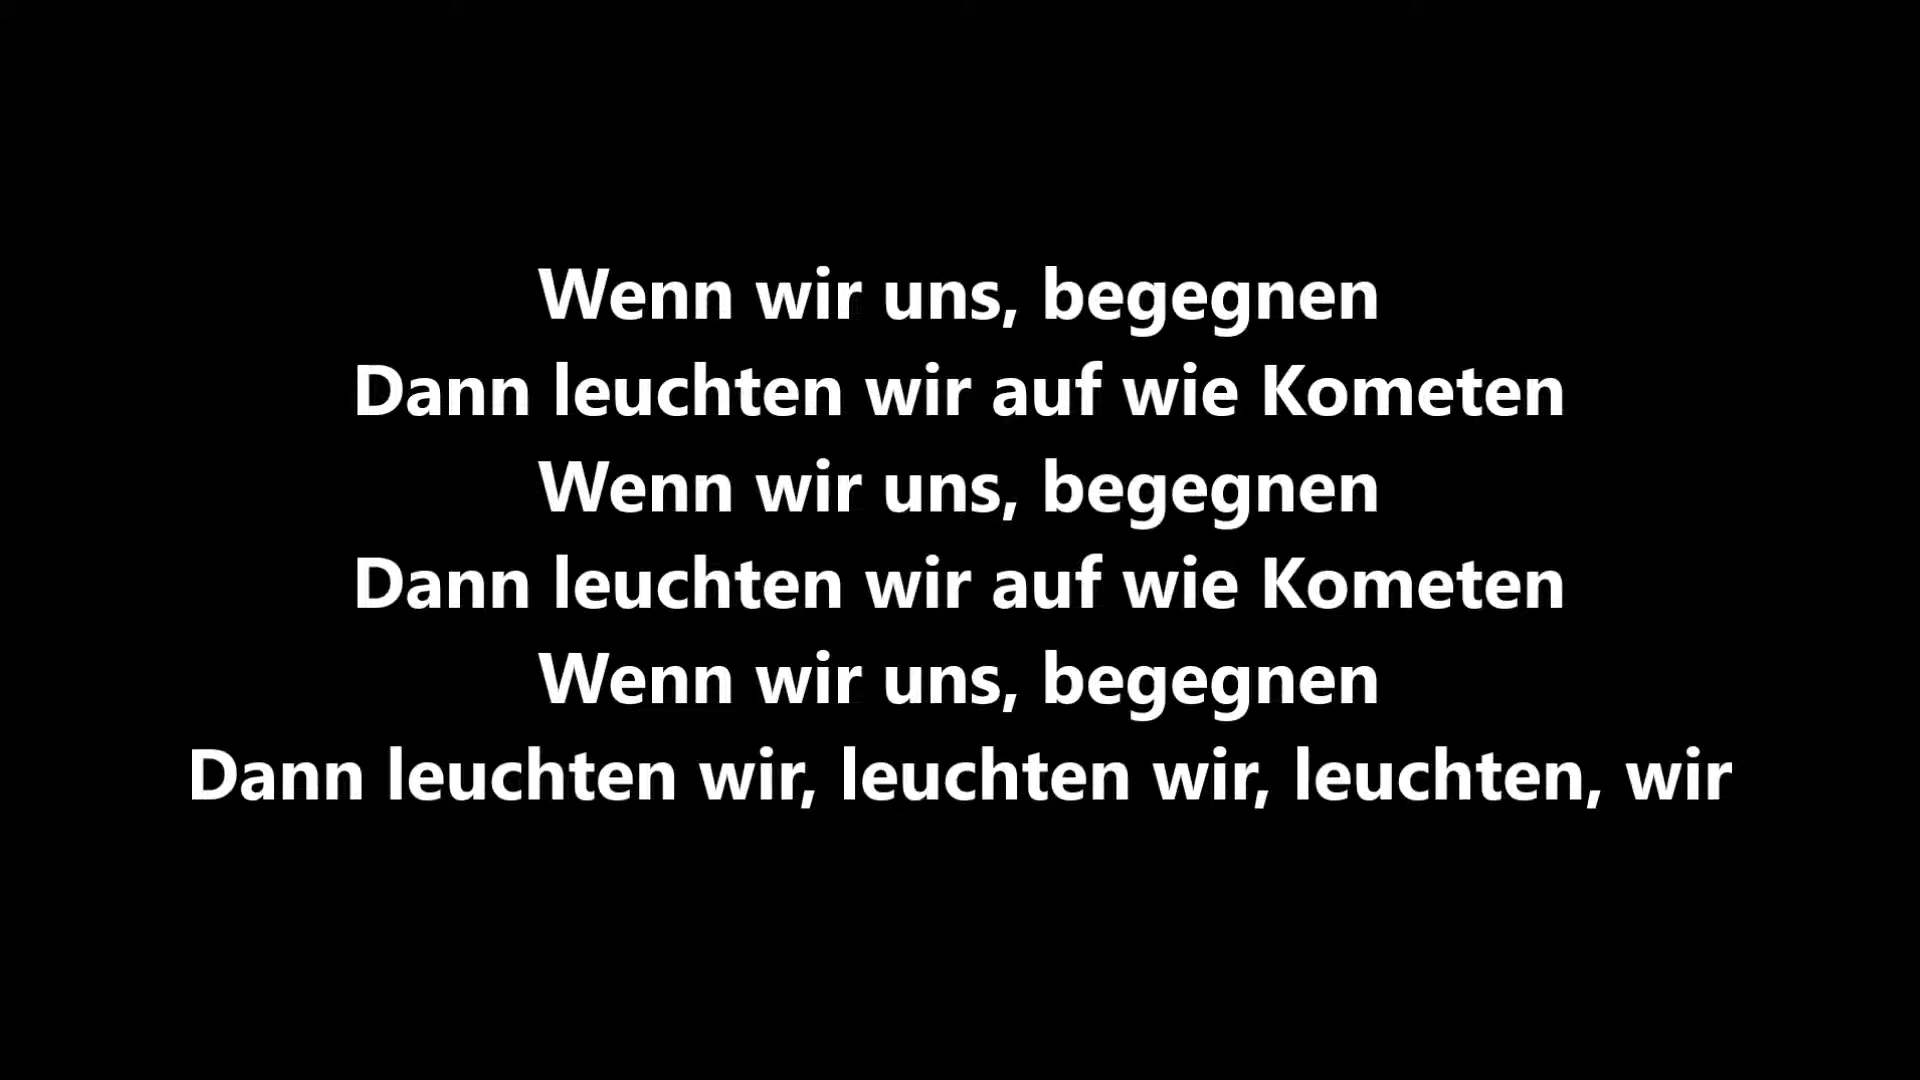 Wenn wir uns, begegnen
Dann leuchten wir auf wie Kometen
Wenn wir uns, begegnen
Dann leuchten wir auf wie Kometen
Wenn wir uns, begegnen
Dann leuchten wir, leuchten wir, leuchten, wir